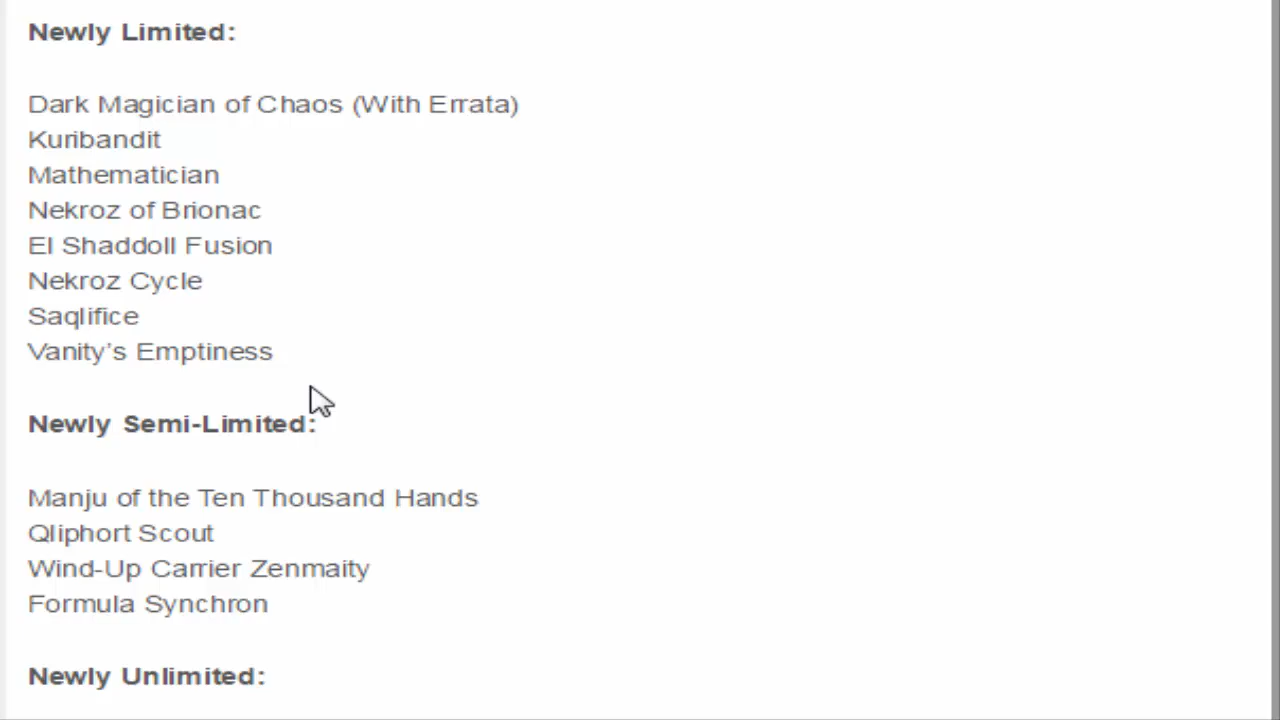 Newly Limited:
Dark Magician of Chaos (With Errata)
Kuribandit
Mathematician
Nekroz of Brionac
El Shaddoll Fusion
Nekroz Cycle
Saqlifice
Vanity’s Emptiness
Newly Semi-Limited:
Manju of the Ten Thousand Hands
Qliphort Scout
Wind-Up Carrier Zenmaity
Formula Synchron
Newly Unlimited: